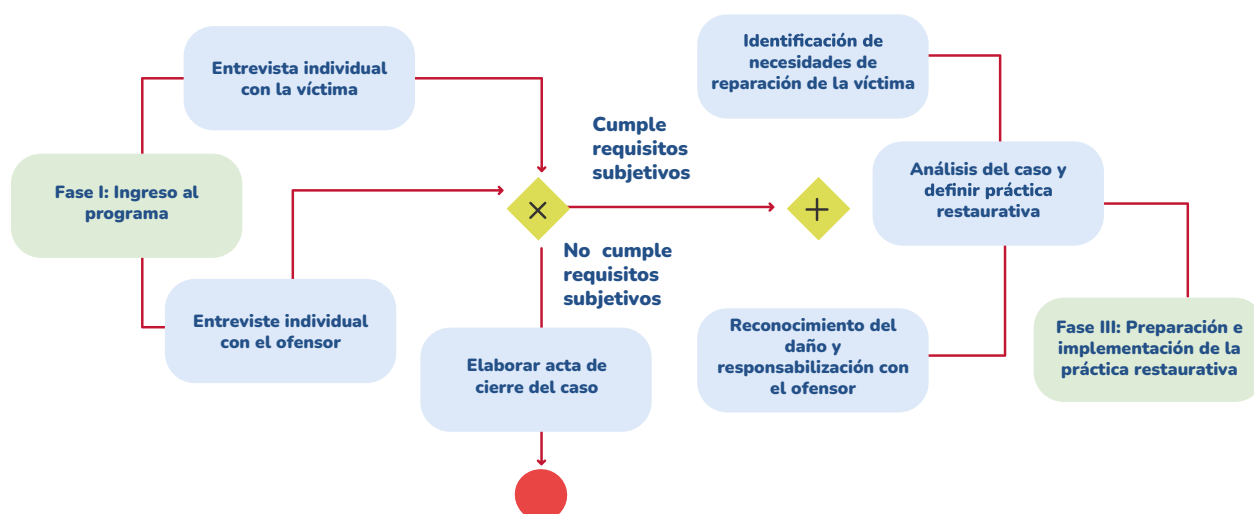 Entrevista individual
con la víctima
Fase I: Ingreso al
programa
Entreviste individual
con el ofensor
Cumple
requisitos
subjetivos
No cumple
requisitos
subjetivos
Elaborar acta de
cierre del caso
Identificación de
necesidades de
reparación de la víctima
Análisis del caso y
definir práctica
restaurativa
Reconocimiento del
daño y
responsabilización con
el ofensor
Fase III: Preparación e
implementación de la
práctica restaurativa